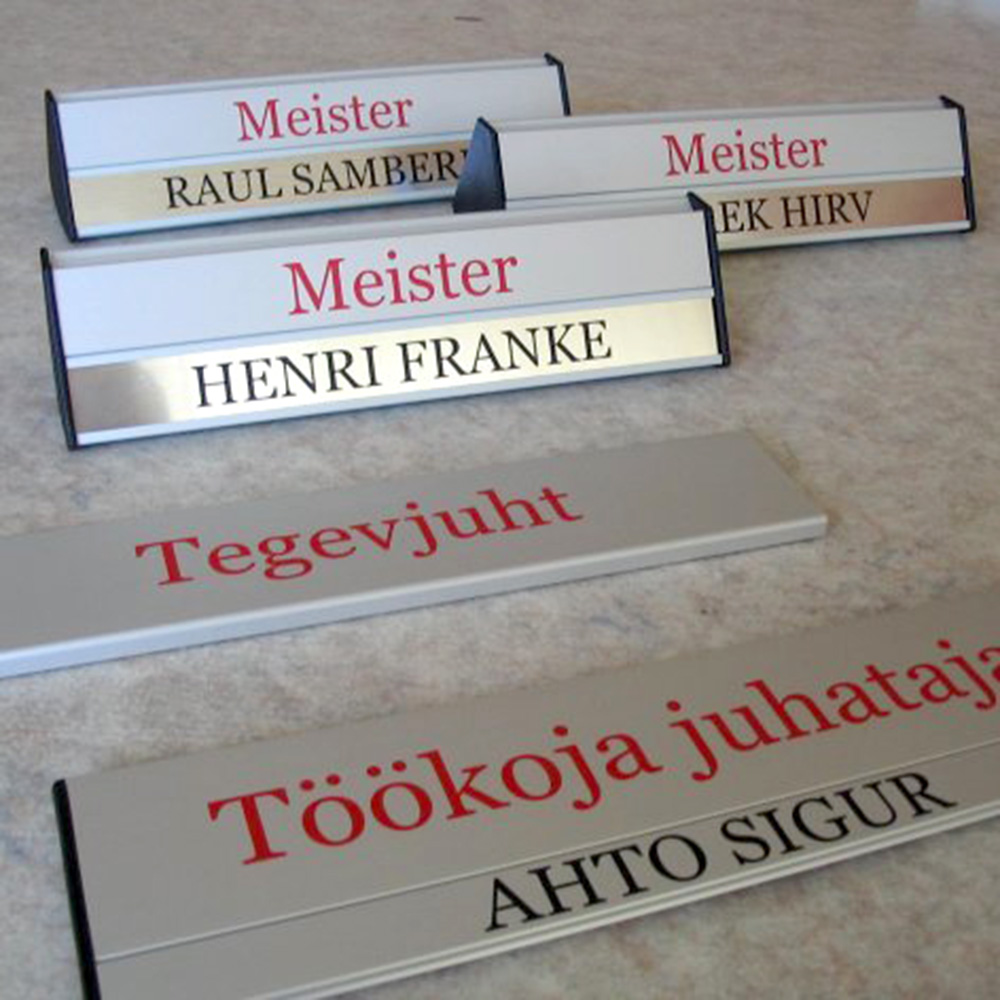 Meister
RAUL
Meister
HIRV
Meister
HENRI FRANKE
Tegevjuht
Töökoja juhataja
AHTO SIGUR